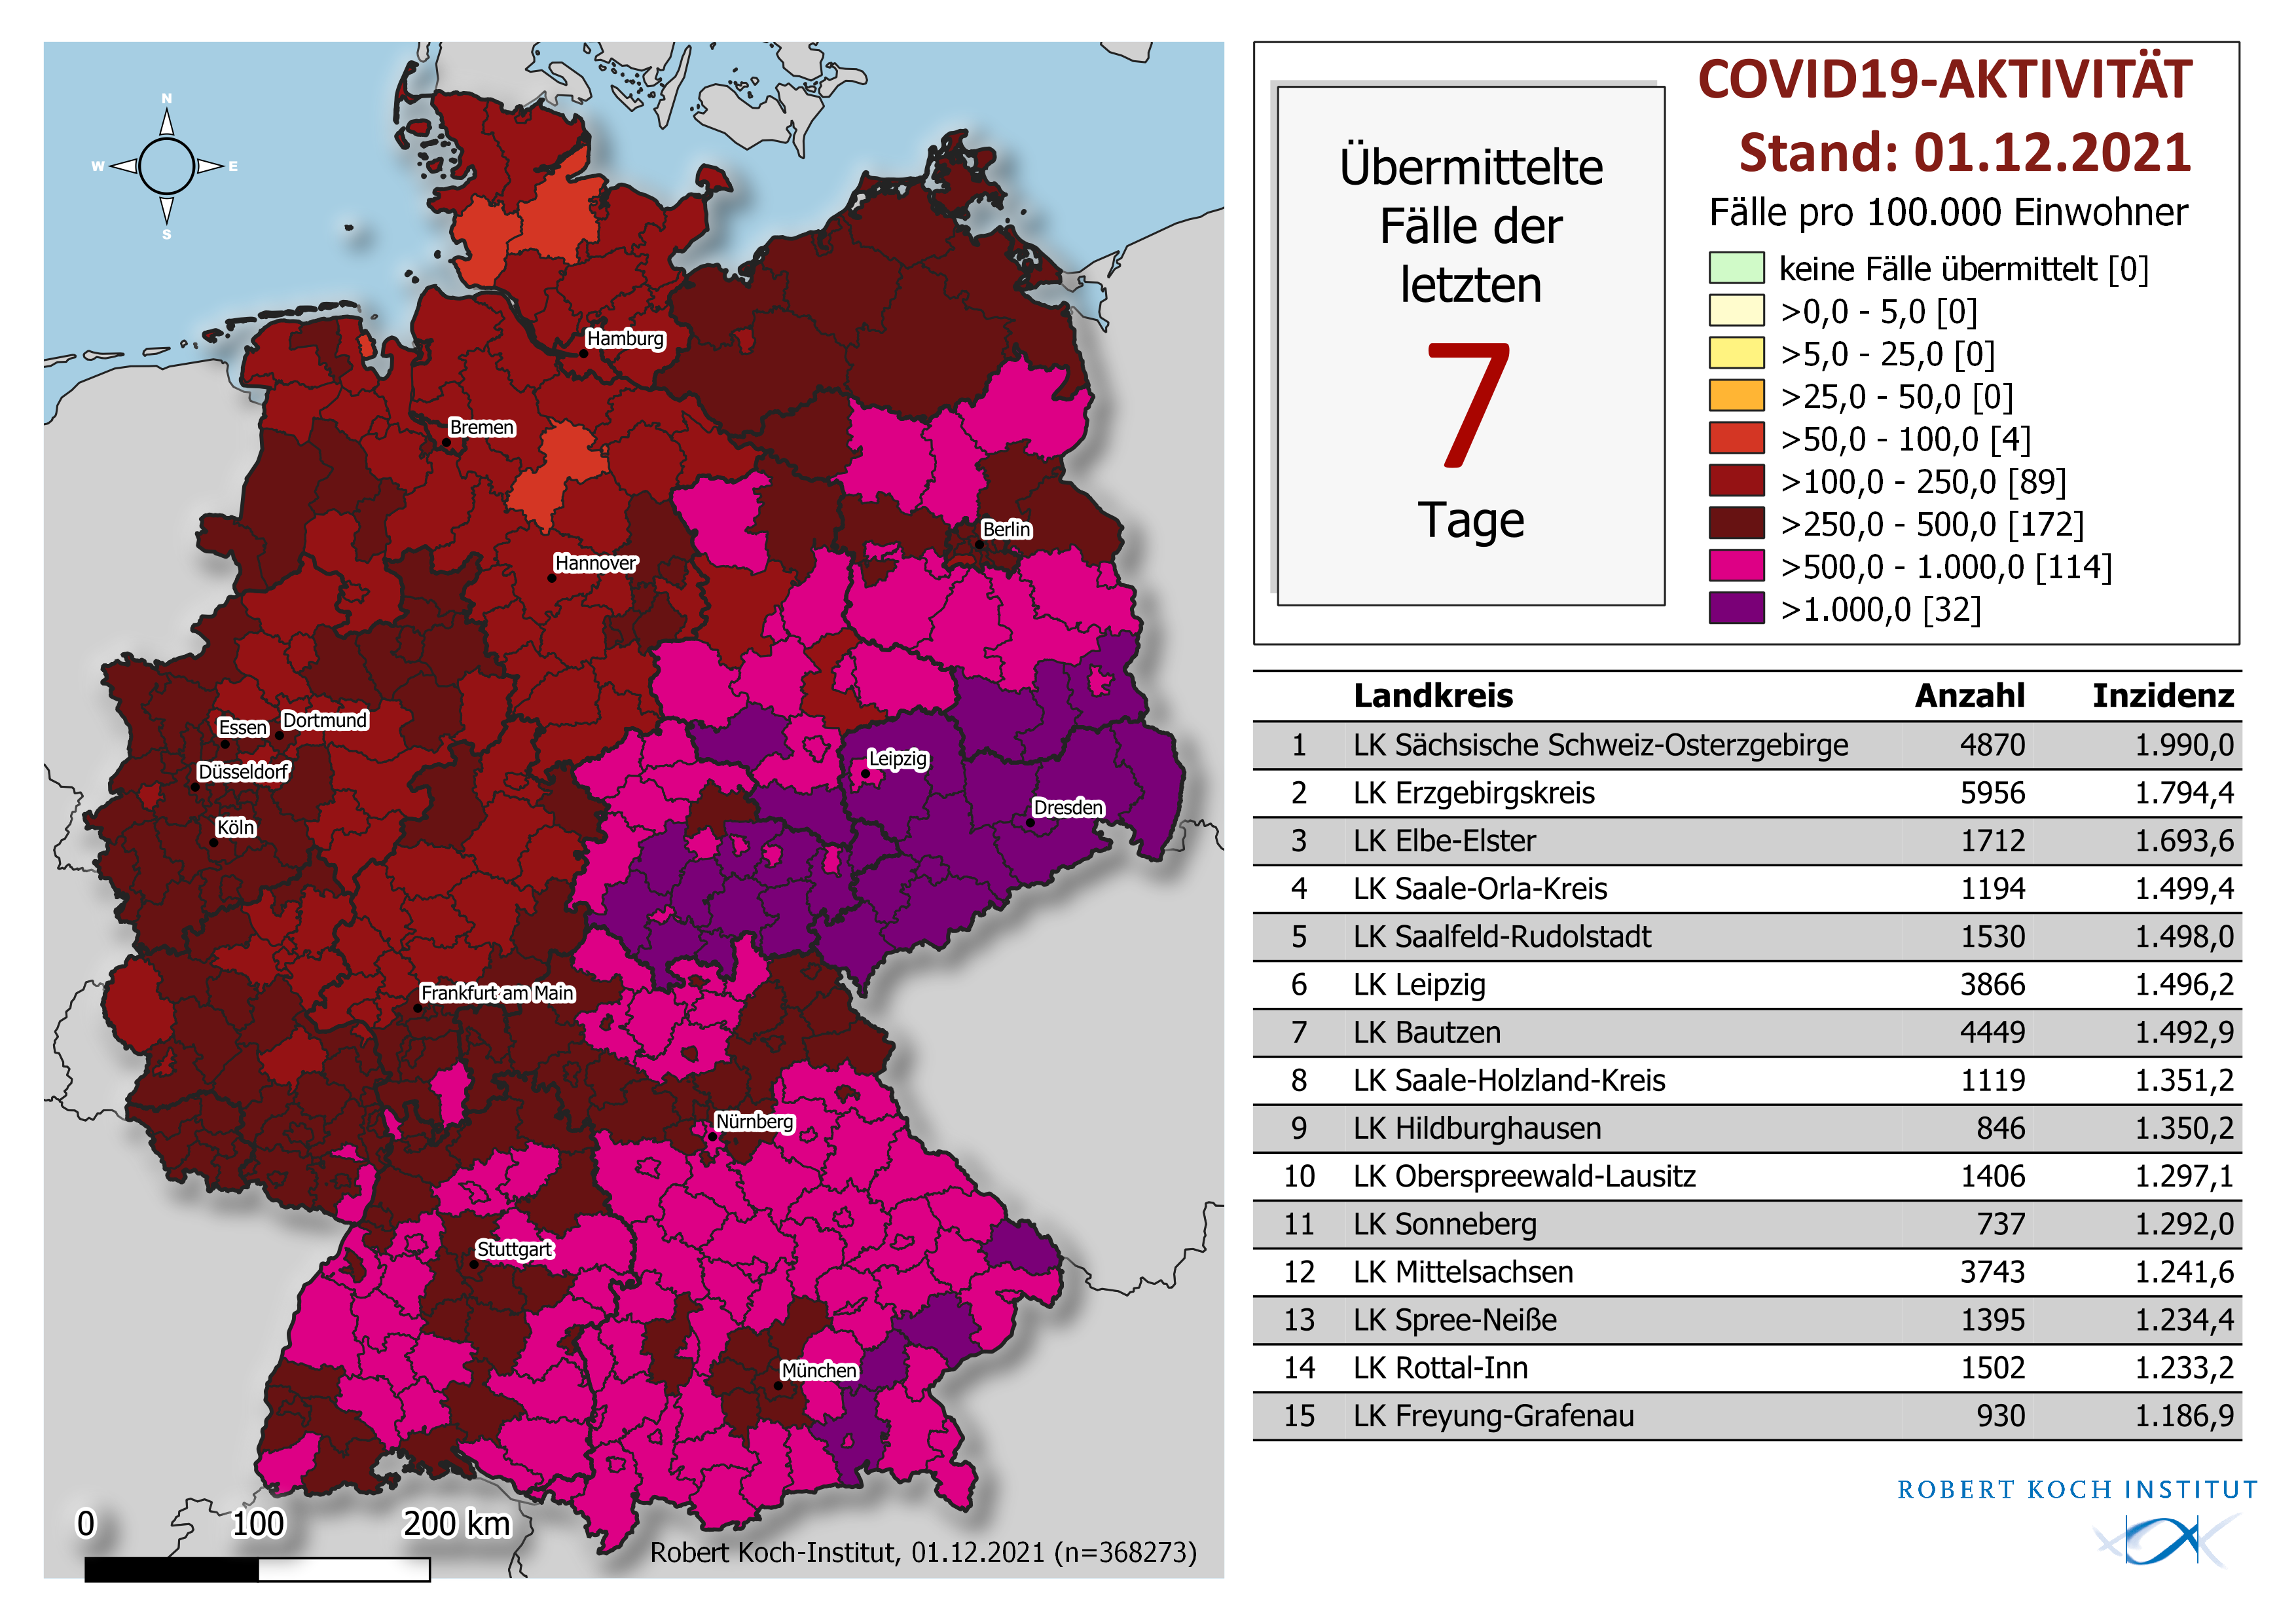 N
W
E
S
Hamburg
Bremen
Berlin
Hannover
Essen
Dortmund
Düsseldorf
Leipzig
Köln
Dresden
Frankfurt am Main
Nürnberg
Stuttgart
München
0 100 200 km
Robert Koch-Institut, 01.12.2021 (n=368273)
COVID19-AKTIVITÄT
Stand: 01.12.2021
Übermittelte
Fälle der
letzten
7
Tage
Fälle pro 100.000 Einwohner
keine Fälle übermittelt [0]
>0,0 - 5,0 [0]
>5,0 - 25,0 [0]
>25,0 - 50,0 [0]
>50,0 - 100,0 [4]
>100,0 - 250,0 [89]
>250,0 - 500,0 [172]
>500,0 - 1.000,0 [114]
>1.000,0 [32]
Landkreis Anzahl Inzidenz
1 LK Sächsische Schweiz-Osterzgebirge 4870 1.990,0
2 LK Erzgebirgskreis 5956 1.794,4
3 LK Elbe-Elster 1712 1.693,6
4 LK Saale-Orla-Kreis 1194 1.499,4
5 LK Saalfeld-Rudolstadt 1530 1.498,0
6 LK Leipzig 3866 1.496,2
7 LK Bautzen 4449 1.492,9
8 LK Saale-Holzland-Kreis 1119 1.351,2
9 LK Hildburghausen 846 1.350,2
10 LK Oberspreewald-Lausitz 1406 1.297,1
11 LK Sonneberg 737 1.292,0
12 LK Mittelsachsen 3743 1.241,6
13 LK Spree-Neiße 1395 1.234,4
14 LK Rottal-Inn 1502 1.233,2
15 LK Freyung-Grafenau 930 1.186,9
ROBERT KOCH INSTITUT